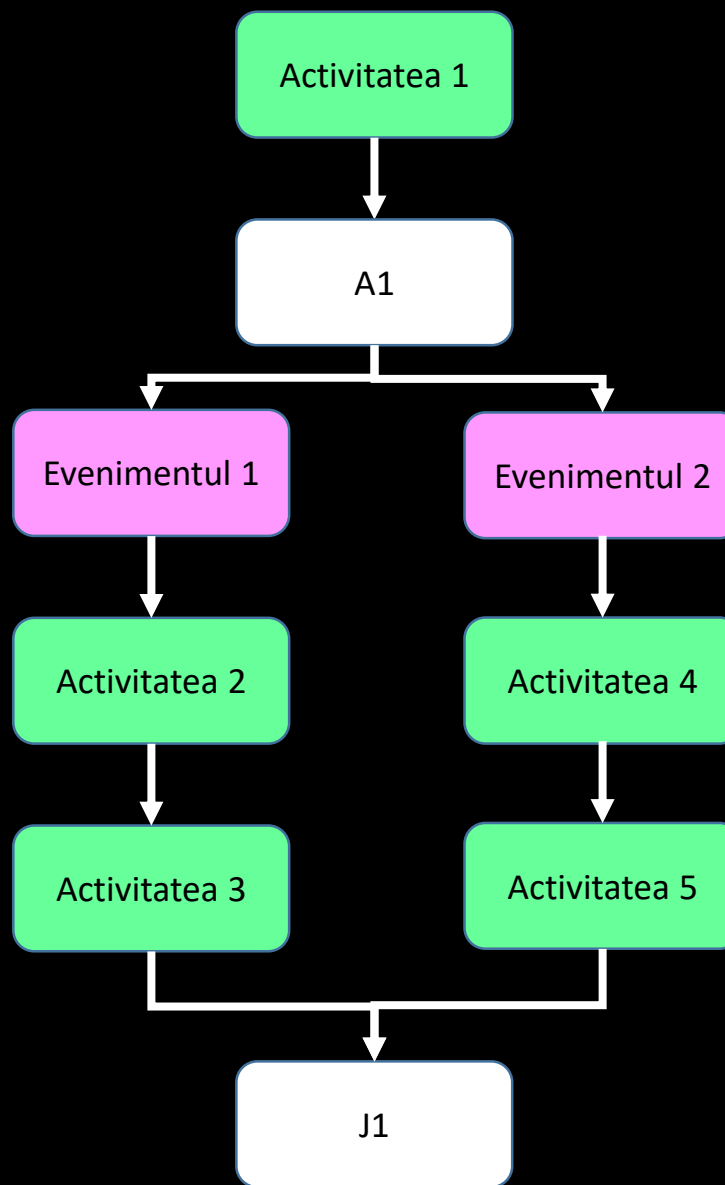 Activitatea 1
A1
Evenimentul 1
Evenimentul 2
Activitatea 2
Activitatea 4
Activitatea 3
Activitatea 5
J1